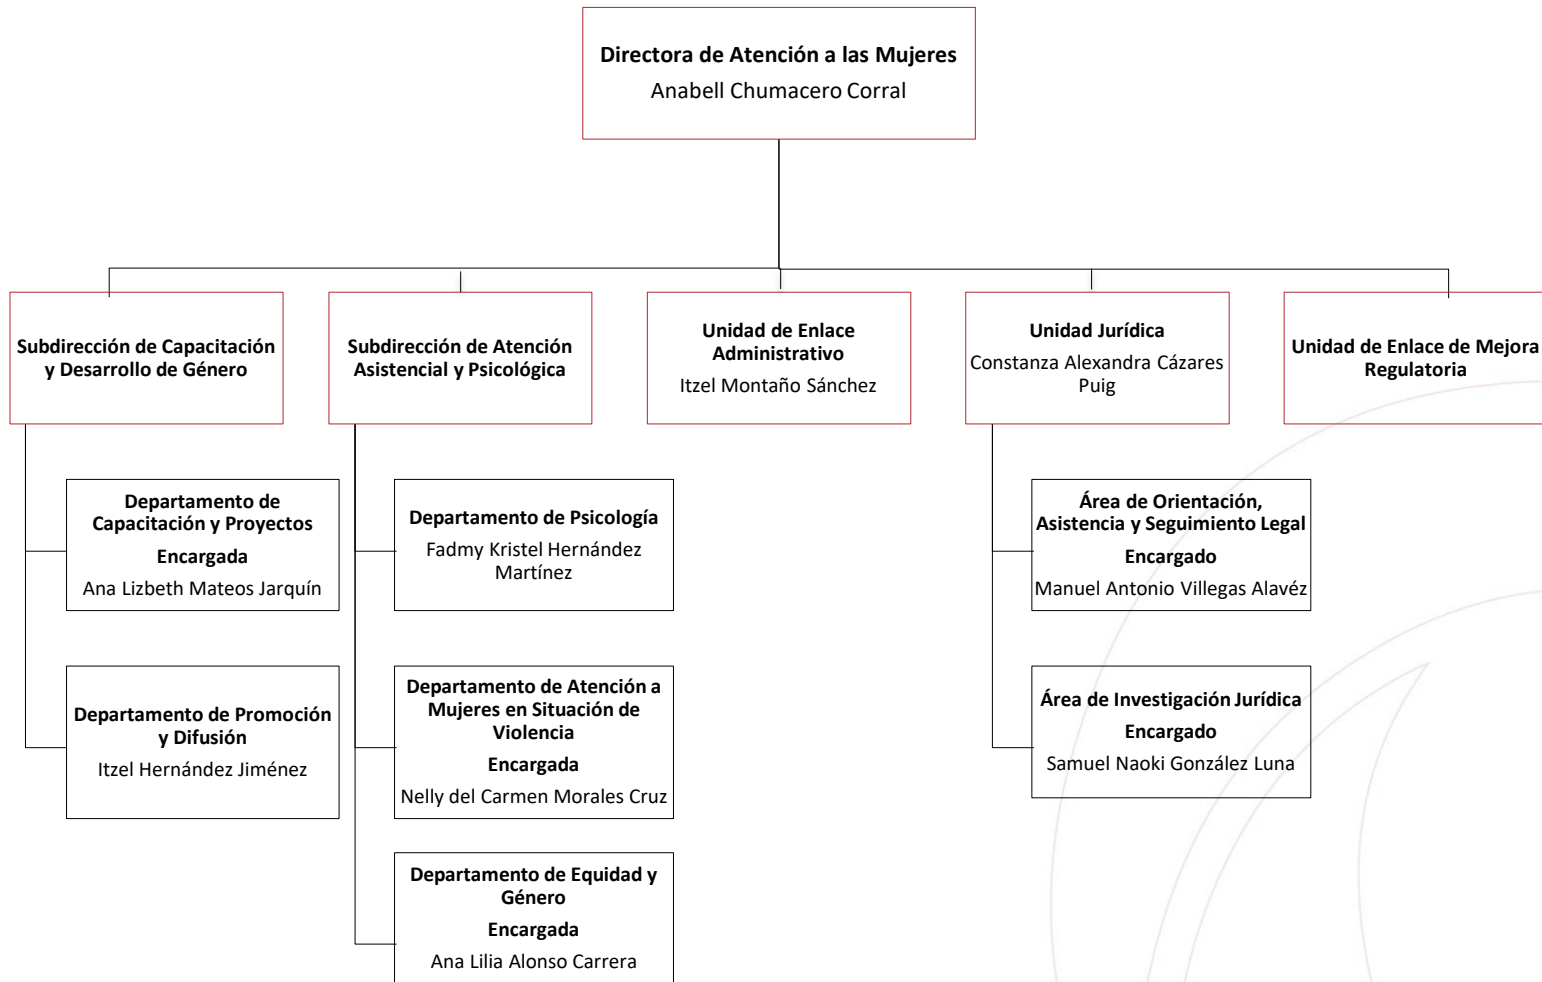 Directora de Atención a las Mujeres
Anabell Chumacero Corral
Subdirección de Capacitación
y Desarrollo de Género
Subdirección de Atención
Asistencial y Psicológica
Unidad de Enlace
Administrativo
Itzel Montaño Sánchez
Unidad Jurídica
Constanza Alexandra Cázares
Puig
Unidad de Enlace de Mejora
Regulatoria
Departamento de
Capacitación y Proyectos
Encargada
Ana Lizbeth Mateos Jarquín
Departamento de Promoción
y Difusión
Itzel Hernández Jiménez
Departamento de Psicología
Fadmy Kristel Hernández
Martínez
Departamento de Atención a
Mujeres en Situación de
Violencia
Encargada
Nelly del Carmen Morales Cruz
Departamento de Equidad y
Género
Encargada
Ana Lilia Alonso Carrera
Área de Orientación,
Asistencia y Seguimiento Legal
Encargado
Manuel Antonio Villegas Alavéz
Área de Investigación Jurídica
Encargado
Samuel Naoki González Luna